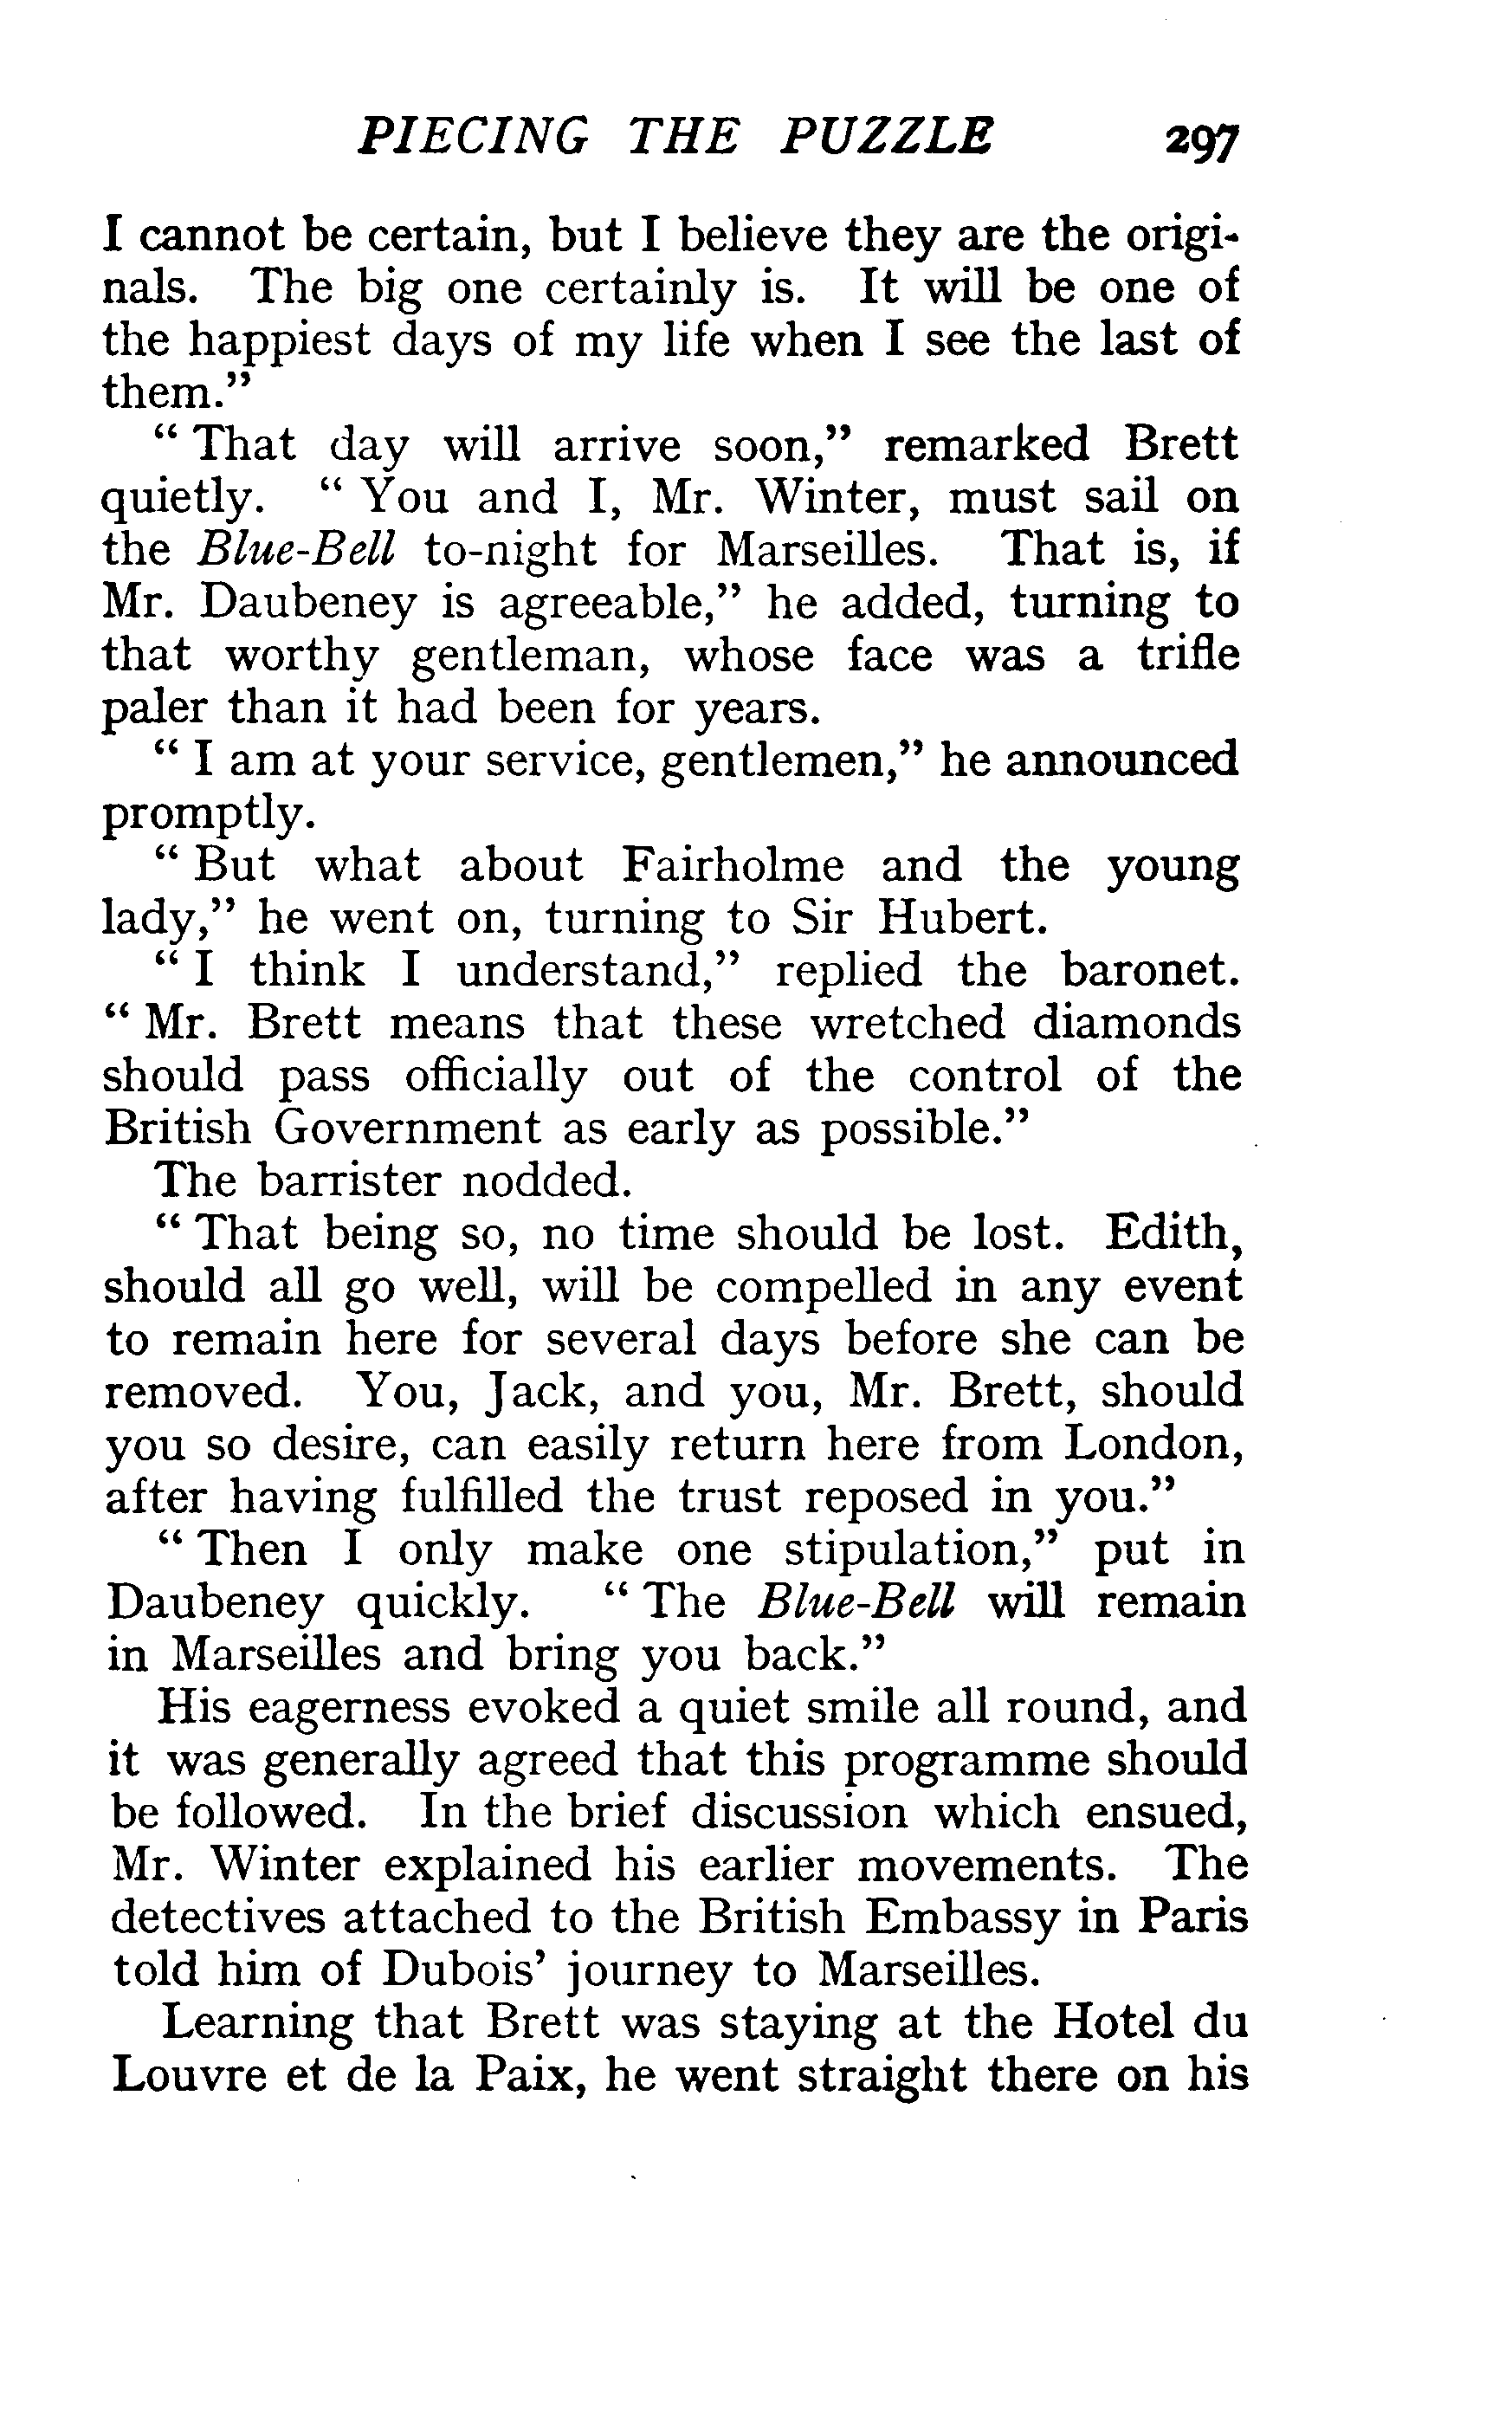 PIECING THE PUZZLE 297
I cannot be certain, but I believe they are the origi-
nals. The big one certainly is. It will be one of
the happiest days of my life when I see the last of
them.”
“ That day will arrive soon,” remarked Brett
quietly. “ You and I, Mr. Winter, must sail on
the Blue-Bell to-night for Marseilles. That is, if
Mr. Daubeney is agreeable,” he added, turning to
that worthy gentleman, whose face was a trifle
paler than it had been for years.
“ I am at your service, gentlemen,” he announced
promptly.
“ But what about Fairholme and the young
lady,” he went on, turning to Sir Hubert.
“ I think I understand,” replied the baronet.
“ Mr. Brett means that these wretched diamonds
should pass officially out of the control of the
British Government as early as possible.”
The barrister nodded.
“ That being so, no time should be lost. Edith,
should all go well, will be compelled in any event
to remain here for several days before she can be
removed. You, Jack, and you, Mr. Brett, should
you so desire, can easily return here from London,
after having fulfilled the trust reposed in you.”
“ Then I only make one stipulation,” put in
Daubeney quickly. “ The Blue-Bell will remain
in Marseilles and bring you back.”
His eagerness evoked a quiet smile all round, and
it was generally agreed that this programme should
be followed. In the brief discussion which ensued,
Mr. Winter explained his earlier movements. The
detectives attached to the British Embassy in Paris
told him of Dubois’ journey to Marseilles.
Learning that Brett was staying at the Hotel du
Louvre et de la Paix, he went straight there on his